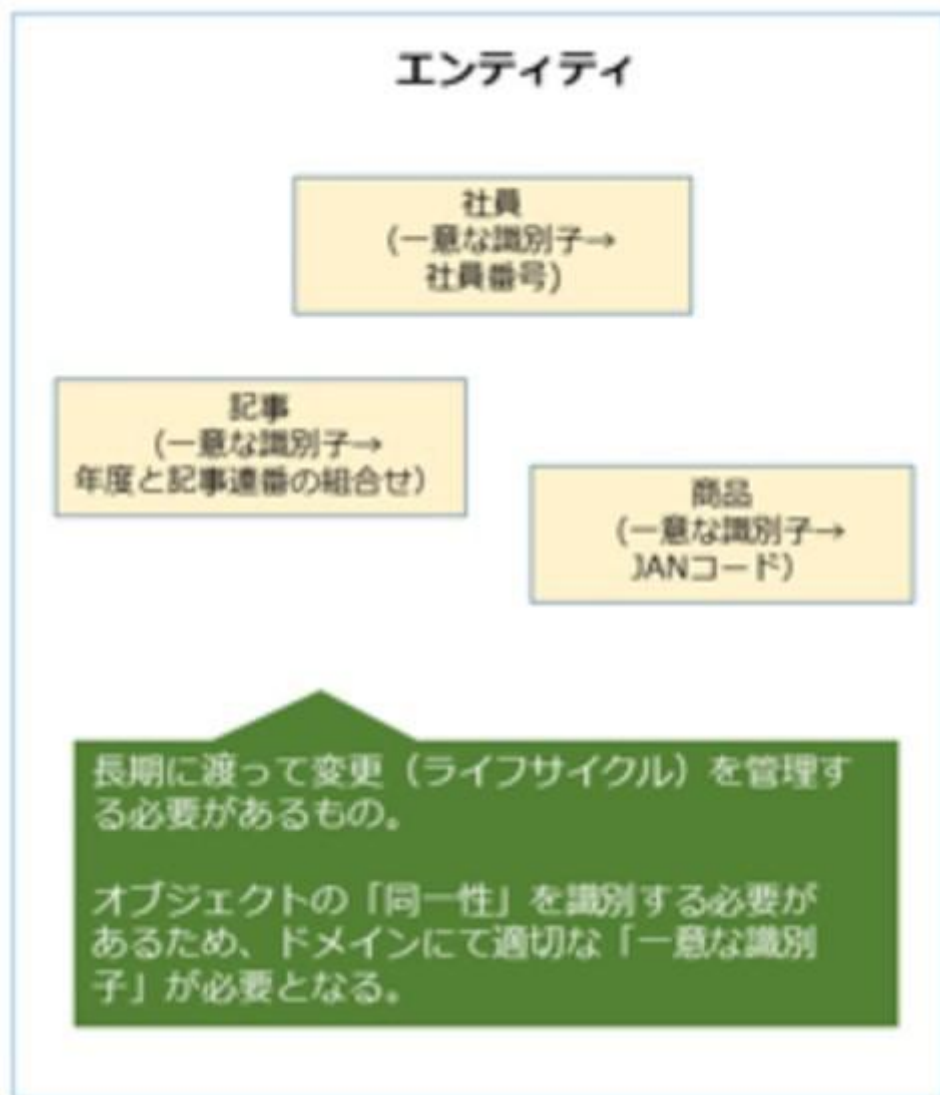 エンティティ
社員
(一意な識別子→
社員番号)
記事
(一意な識別子→
年度と記事連番の組合せ)
商品
(一意な識別子→
JANコード)
長期に渡って変更（ライフサイクル）を管理す
る必要があるもの。
オブジェクトの「同一性」を識別する必要が
あるため、ドメインにて適切な「一意な識別
子」が必要となる。